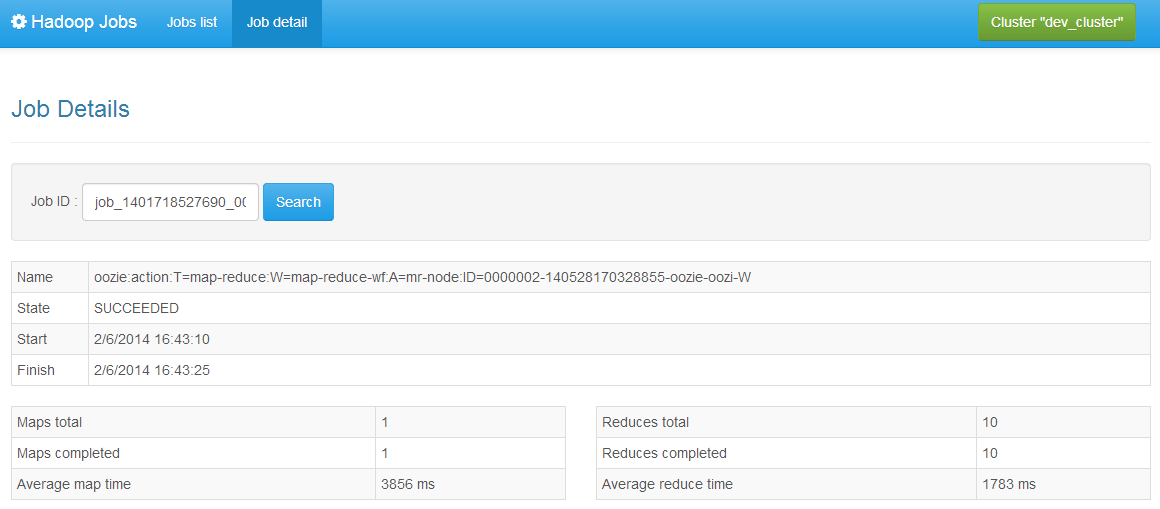 Hadoop Jobs Jobs list Job detail Cluster "dev_cluster"
Job Details
Job ID : job_1401718527690_00 Search
Name oozie:action:T=map-reduce:W=map-reduce-wf:A=mr-node:ID=0000002-140528170328855-oozie-oozi-W
State SUCCEEDED
Start 2/6/2014 16:43:10
Finish 2/6/2014 16:43:25
Maps total 1 Reduces total 10
Maps completed 1 Reduces completed 10
Average map time 3856 ms Average reduce time 1783 ms